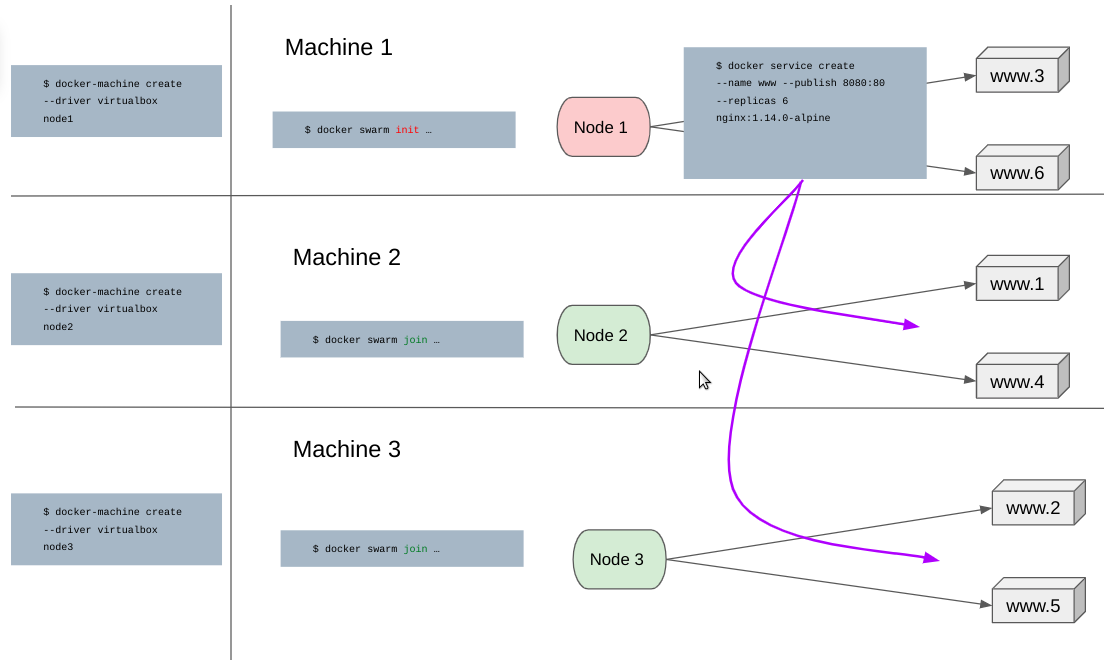 Machine 1
$ docker-machine create
--driver virtualbox
node1
$ docker swarm init …
Node 1
$ docker service create
--name www --publish 8080:80
--replicas 6
nginx:1.14.0-alpine
www.3
www.6
Machine 2
$ docker-machine create
--driver virtualbox
node2
$ docker swarm join …
Node 2
www.1
www.4
Machine 3
$ docker-machine create
--driver virtualbox
node3
$ docker swarm join …
Node 3
www.2
www.5